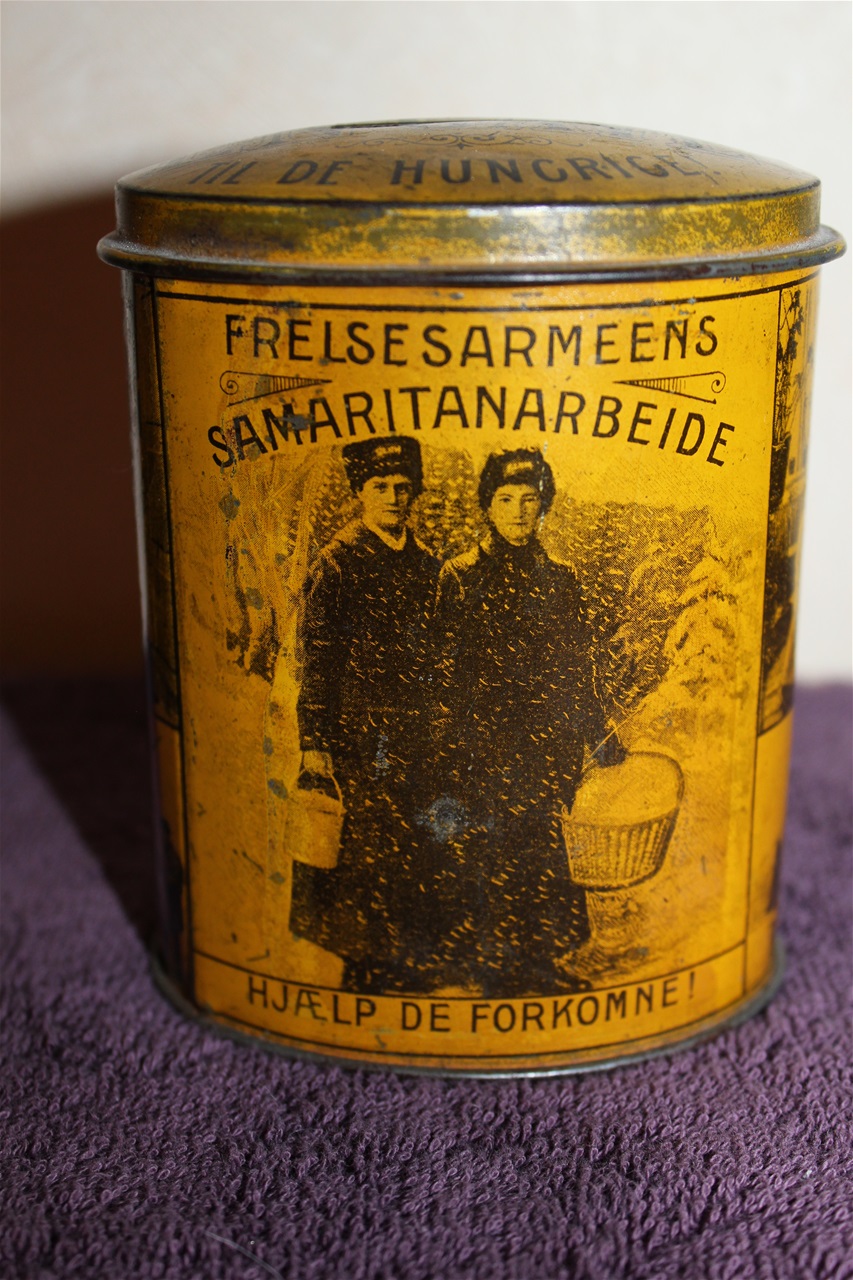 TIL DE HUNGRIGE.
FRELSESARMEENS
SAMARITANARBEIDE
HJÆLP DE FORKOMNE!